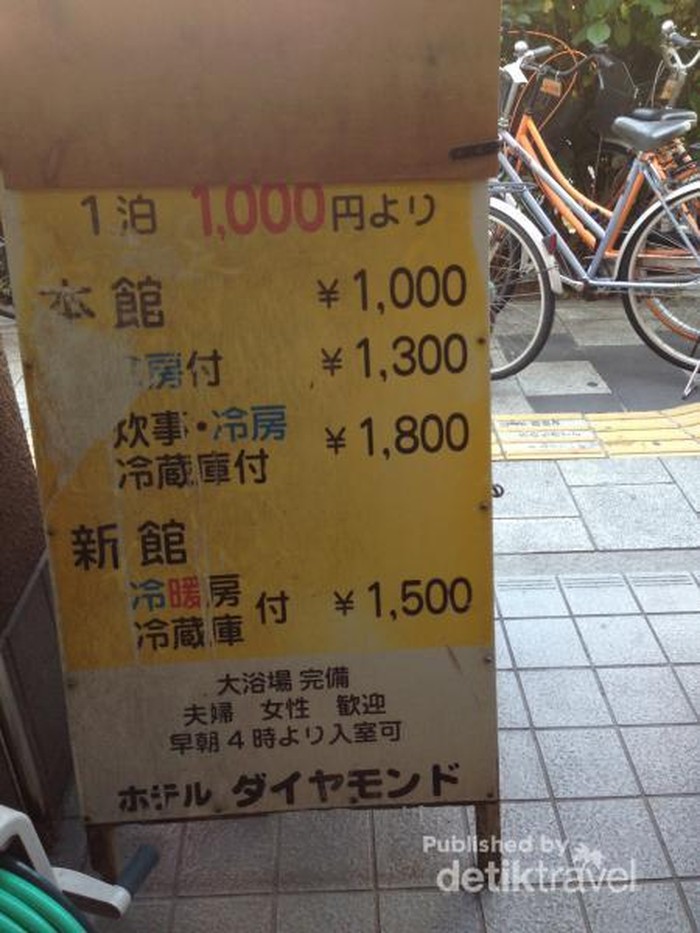 1泊 1,000円より
本館 ¥1,000
房付 ¥1,300
炊事・冷房
冷蔵庫付 ¥1,800
新館
冷暖房
冷蔵庫 付 ¥1,500
大浴場 完備
夫婦 女性 歓迎
早朝4時より入室可
ホテル ダイヤモンド
Published by
detiktravel